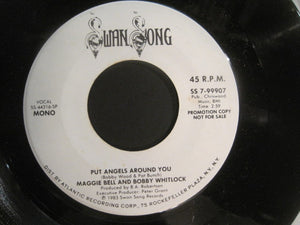 SWAN SONG
VOCAL
SS 44316-SP
MONO
45 R.P.M.
SS 7-99907
Pub., Chriswood
Music, BMI
Time: 2:59
PROMOTION COPY
NOT FOR SALE
PUT ANGELS AROUND YOU
(Bobby Wood & Pat Bunch)
MAGGIE BELL AND BOBBY WHITLOCK
Produced by B.A. Robertson
Executive Producer: Peter Grant
℗ 1983 Swan Song Records
DIST. BY ATLANTIC RECORDING CORP., 75 ROCKEFELLER PLAZA, N.Y., N.Y.